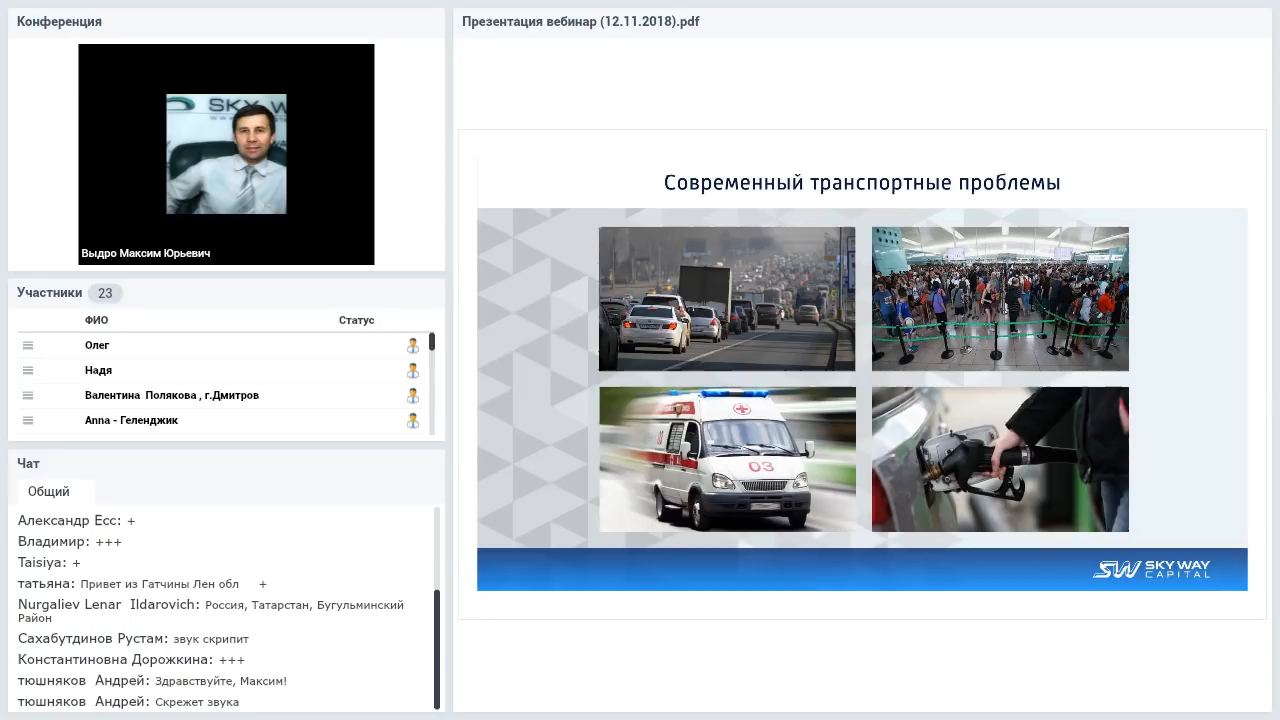 Конференция
SKY W
Выдро Максим Юрьевич
Участники 23
ФИО Статус
Олег
Надя
Валентина Полякова , г.Дмитров
Anna - Геленджик
Чат
Общий
Александр Есс: +
Владимир: +++
Taisiya: +
татьяна: Привет из Гатчины Лен обл +
Nurgaliev Lenar Ildarovich: Россия, Татарстан, Бугульминский
Район
Сахабутдинов Рустам: звук скрипит
Константиновна Дорожкина: +++
тюшняков Андрей: Здравствуйте, Максим!
тюшняков Андрей: Скрежет звука
Презентация вебинар (12.11.2018).pdf
Современный транспортные проблемы
03
SW SKY WAY
CAPITAL